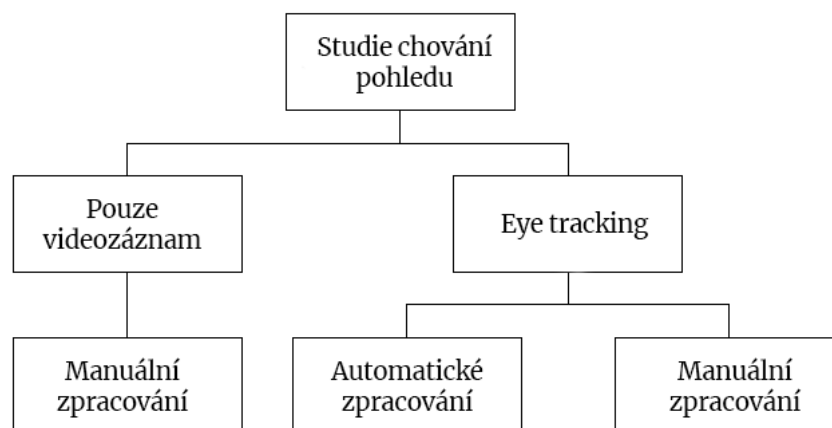 Studie chování
pohledu
Pouze
videozáznam
Eye tracking
Manuální
zpracování
Automatické
zpracování
Manuální
zpracování